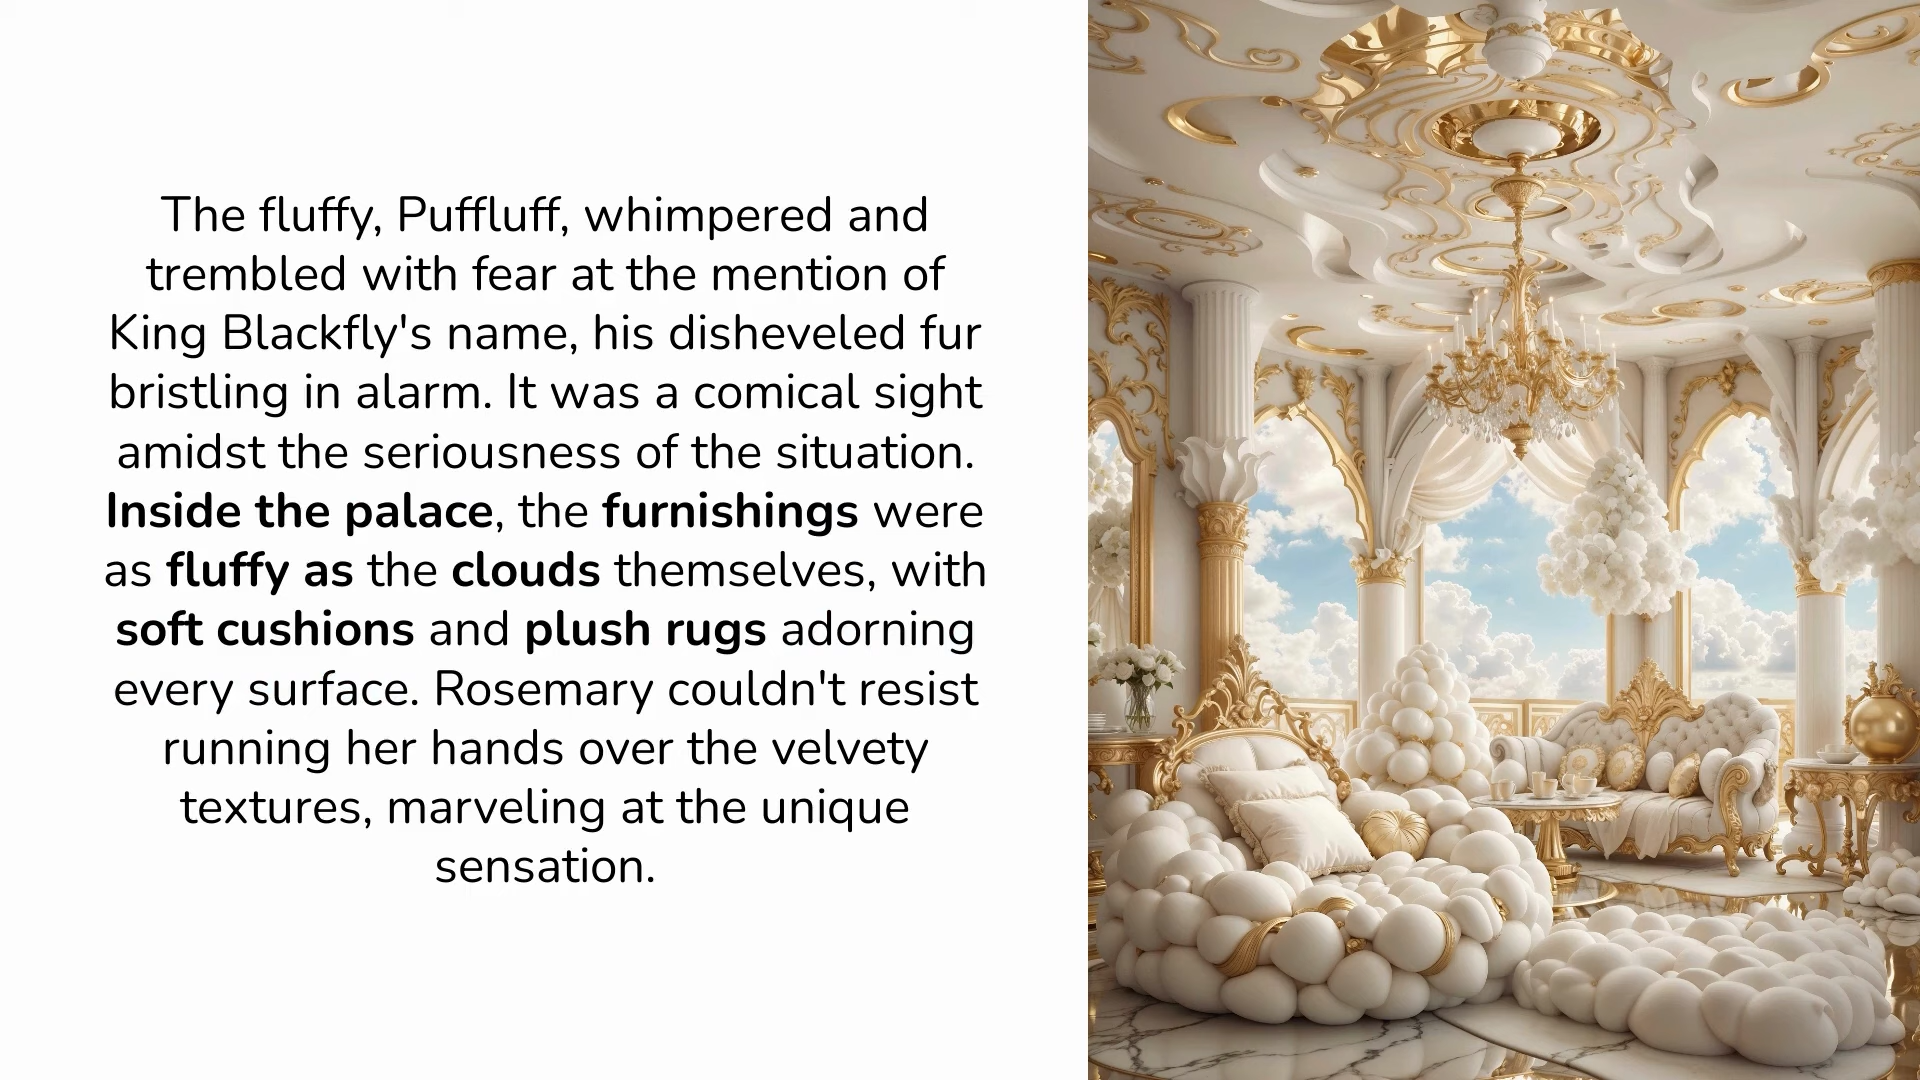 The fluffy, Puffluff, whimpered and
trembled with fear at the mention of
King Blackfly's name, his disheveled fur
bristling in alarm. It was a comical sight
amidst the seriousness of the situation.
Inside the palace, the furnishings were
as fluffy as the clouds themselves, with
soft cushions and plush rugs adorning
every surface. Rosemary couldn't resist
running her hands over the velvety
textures, marveling at the unique
sensation.